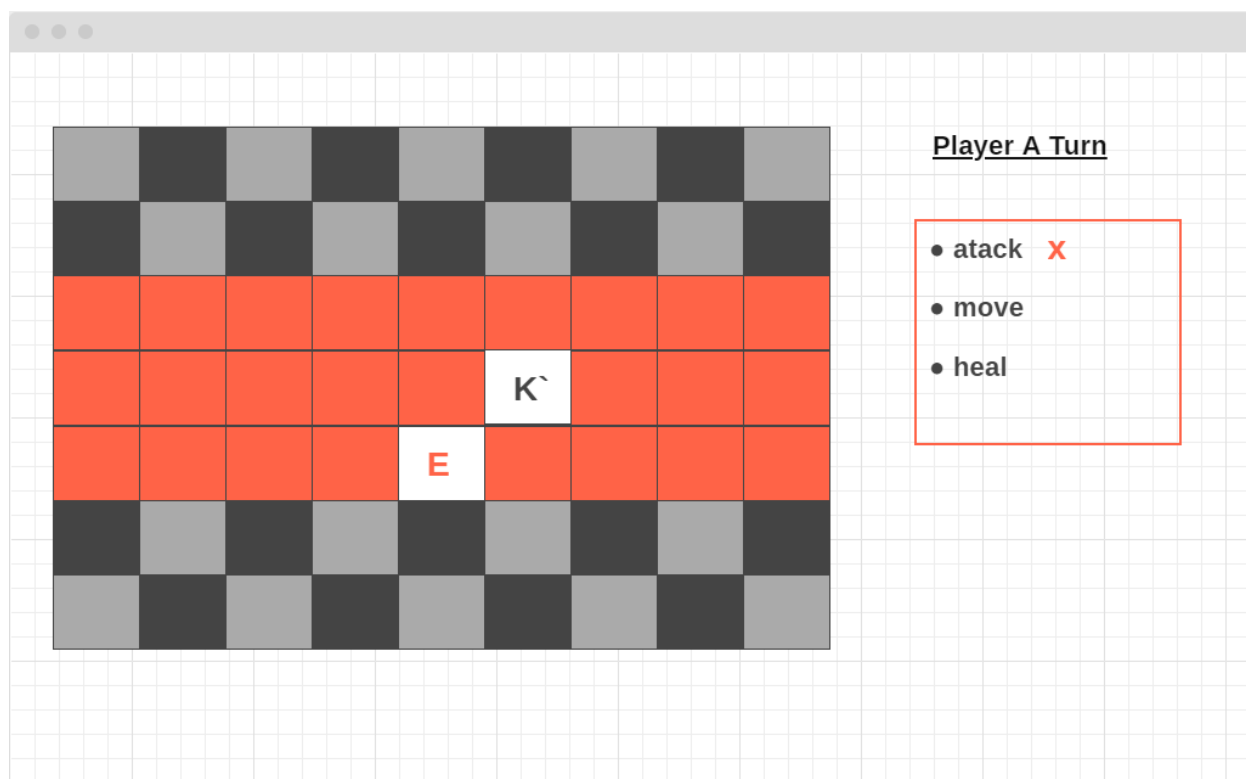 Player A Turn
● atack x
● move
K`
● heal
E